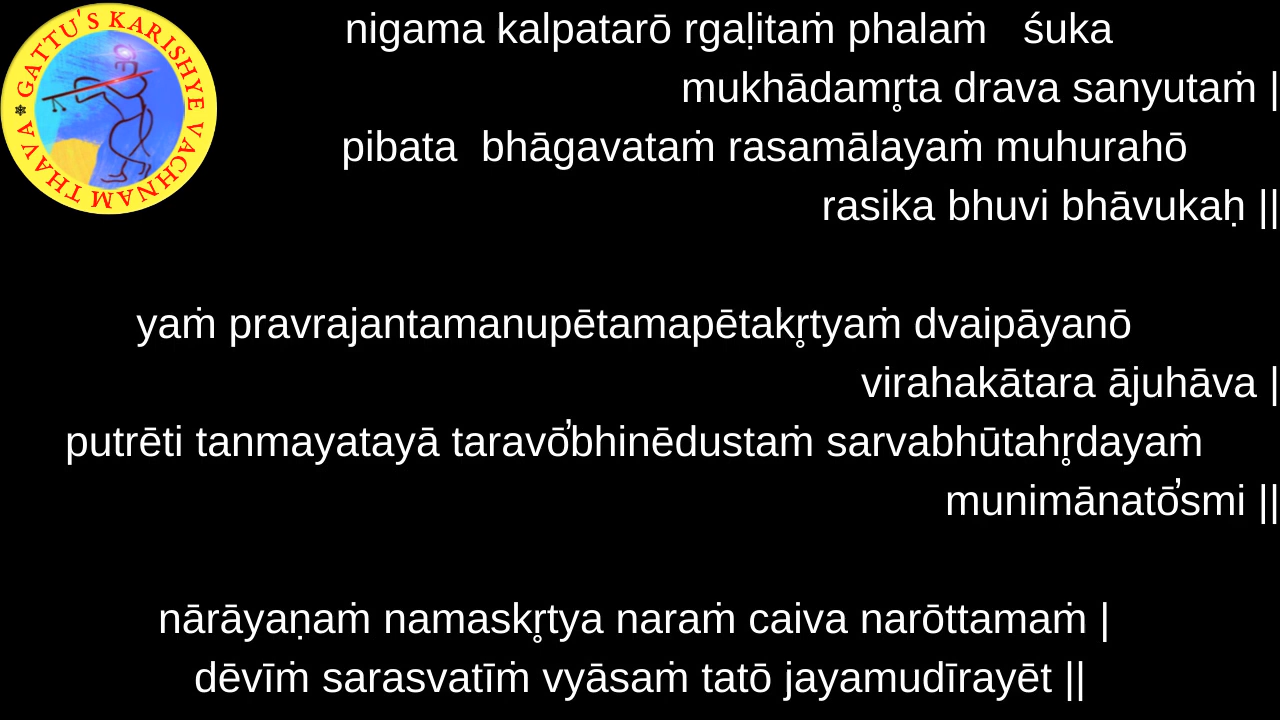 GATTU'S KARISHYE VACHNAM THAVA
nigama kalpatarō rgaḷitaṁ phalaṁ   śuka
mukhādamr̥ta drava sanyutaṁ |
pibata  bhāgavataṁ rasamālayaṁ muhurahō
rasika bhuvi bhāvukaḥ ||
yaṁ pravrajantamanupētamapētakr̥tyaṁ dvaipāyanō
virahakātara ājuhāva |
putrēti tanmayatayā taravō̕bhinēdustaṁ sarvabhūtahr̥dayaṁ
munimānatō̕smi ||
nārāyaṇaṁ namaskr̥tya naraṁ caiva narōttamaṁ |
dēvīṁ sarasvatīṁ vyāsaṁ tatō jayamudīrayēt ||